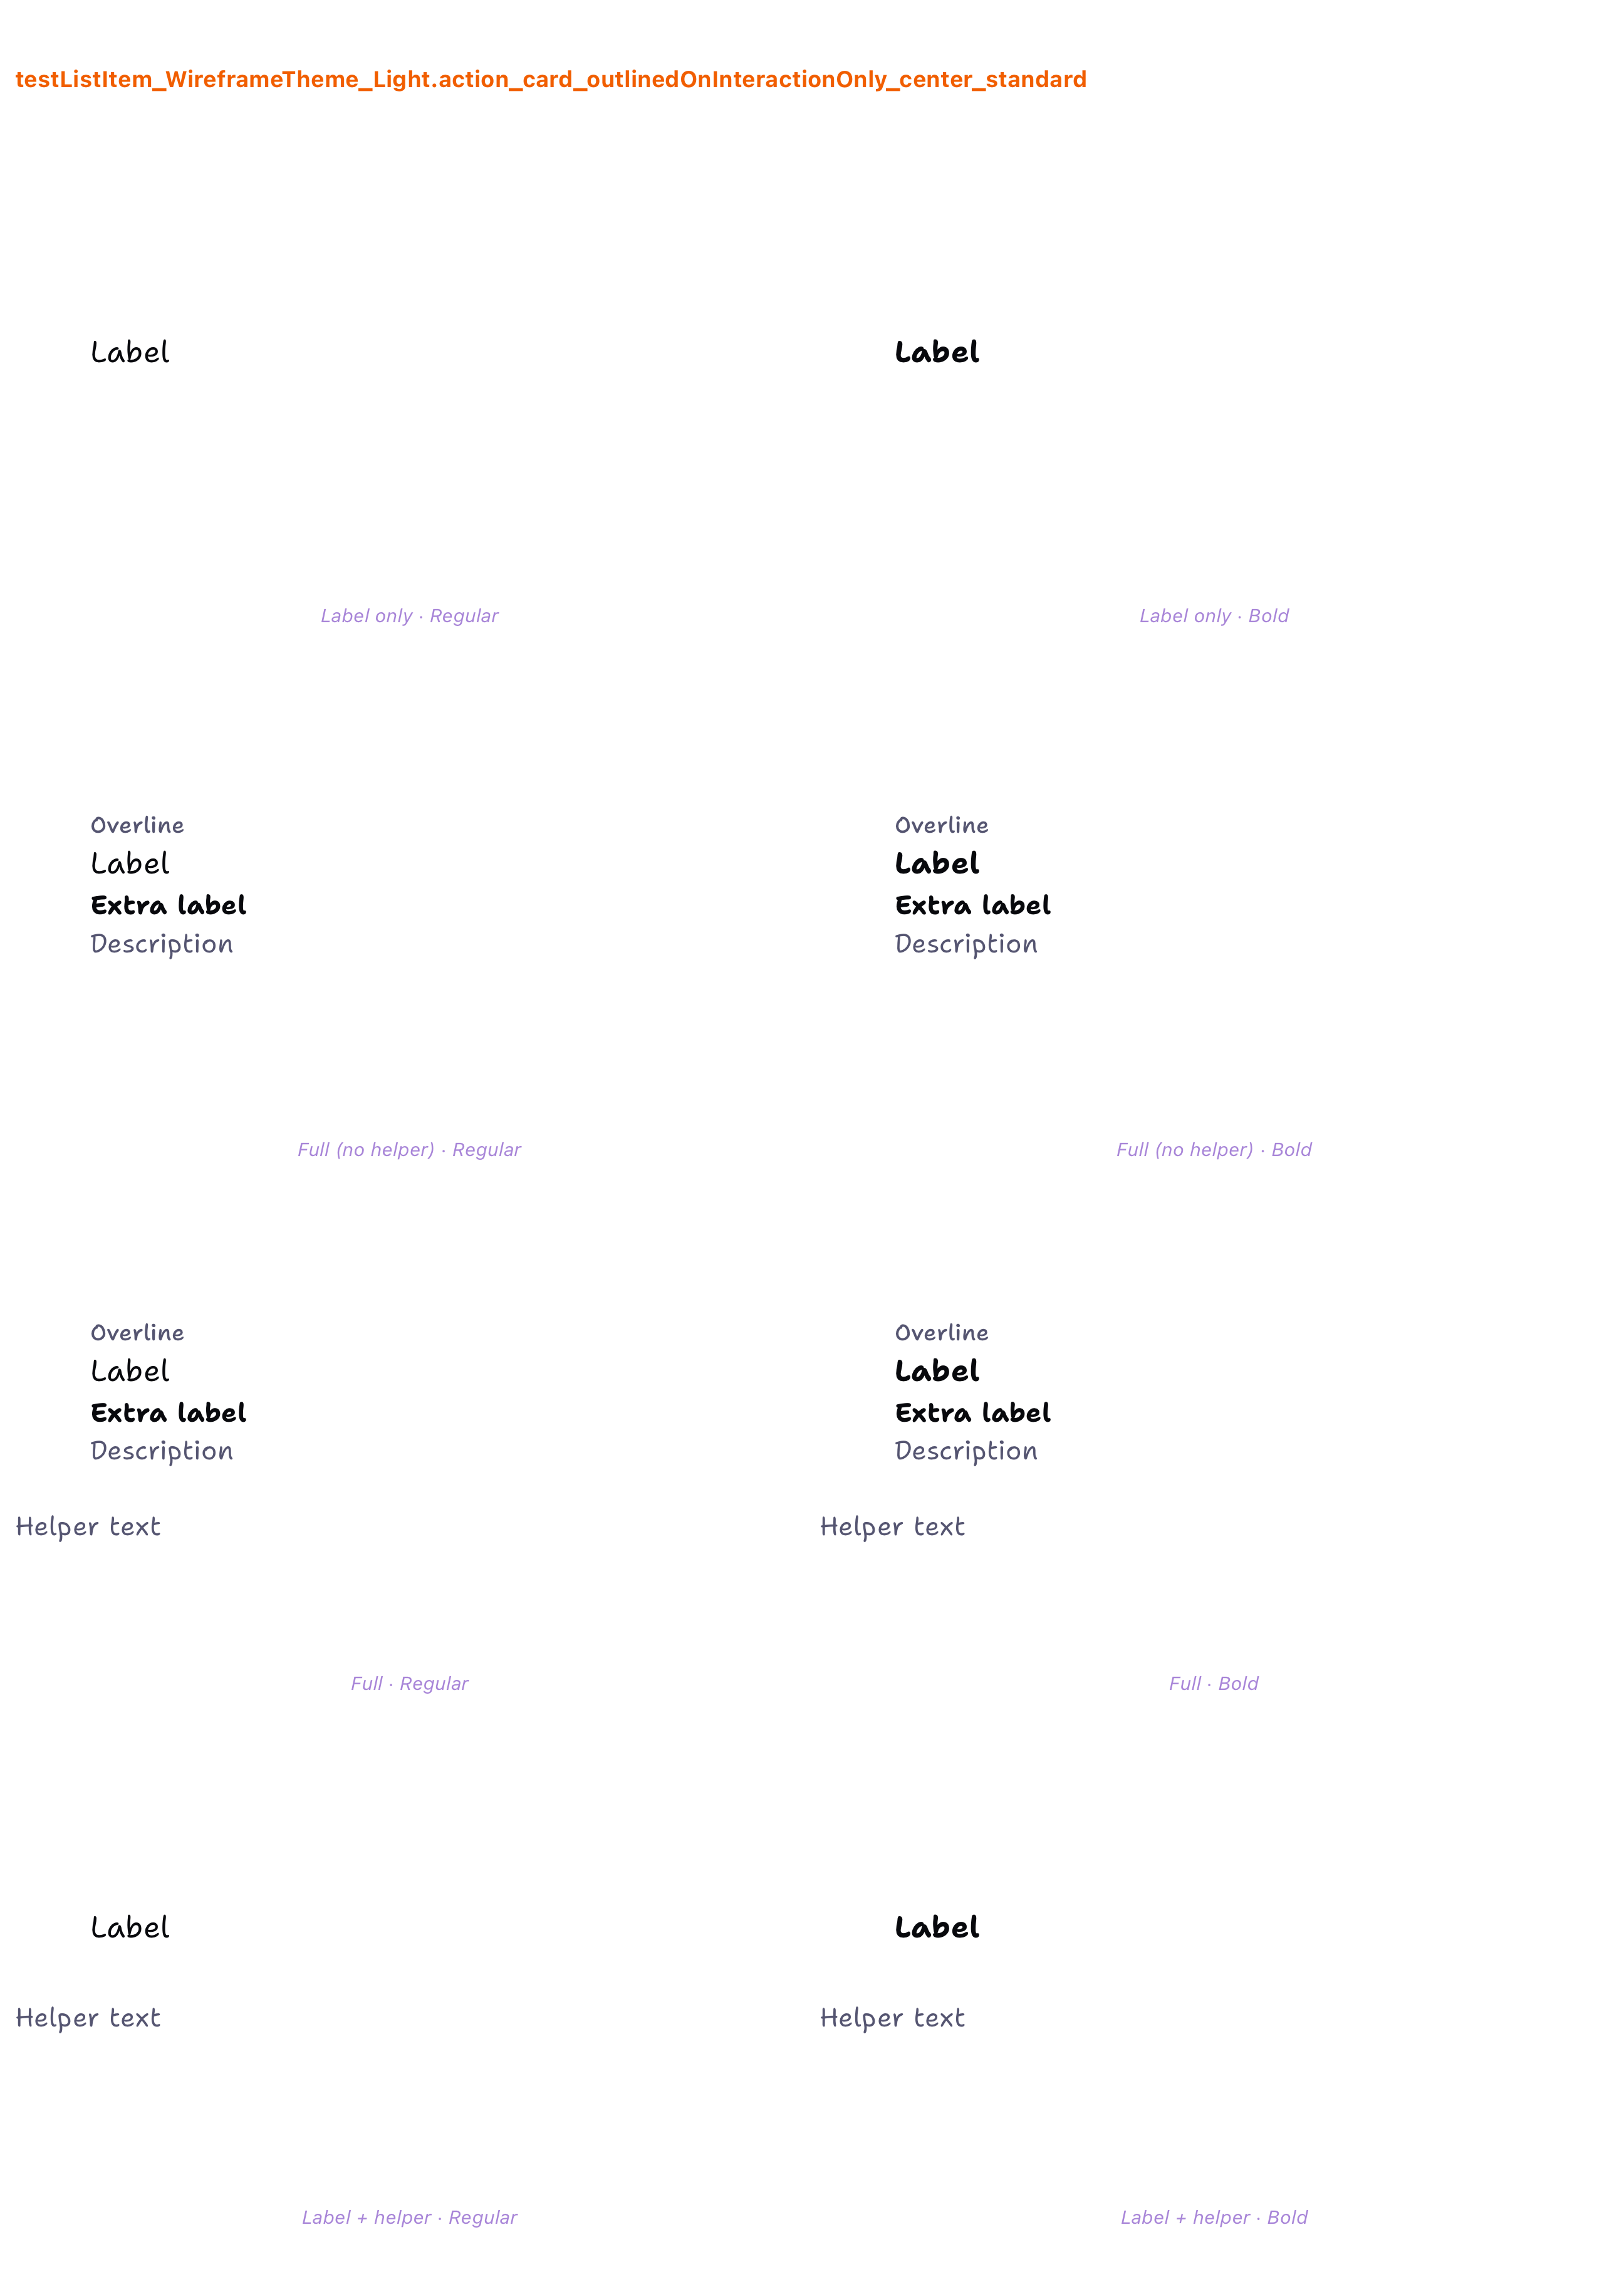 testListItem_WireframeTheme_Light.action_card_outlinedOnInteractionOnly_center_standard
Label
Label
Label only · Regular
Label only · Bold
Overline
Label
Extra label
Description
Overline
Label
Extra label
Description
Full (no helper) · Regular
Full (no helper) · Bold
Overline
Label
Extra label
Description
Helper text
Overline
Label
Extra label
Description
Helper text
Full · Regular
Full · Bold
Label
Helper text
Label
Helper text
Label + helper · Regular
Label + helper · Bold